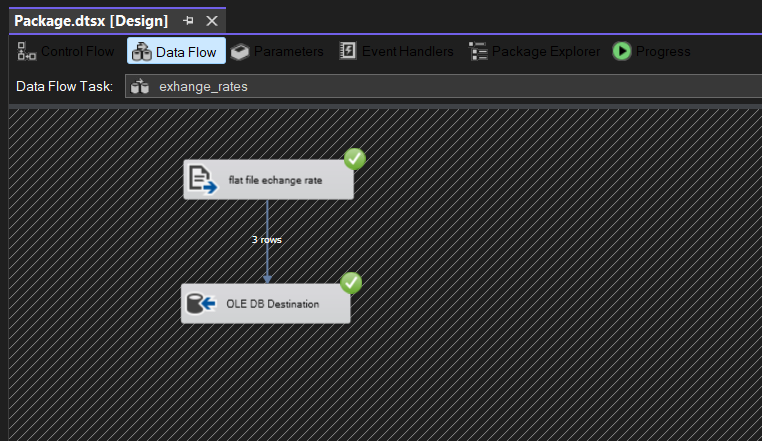 Package.dtsx [Design]
Control Flow Data Flow Parameters Event Handlers Package Explorer Progress
Data Flow Task: exhange_rates
flat file echange rate
3 rows
OLE DB Destination